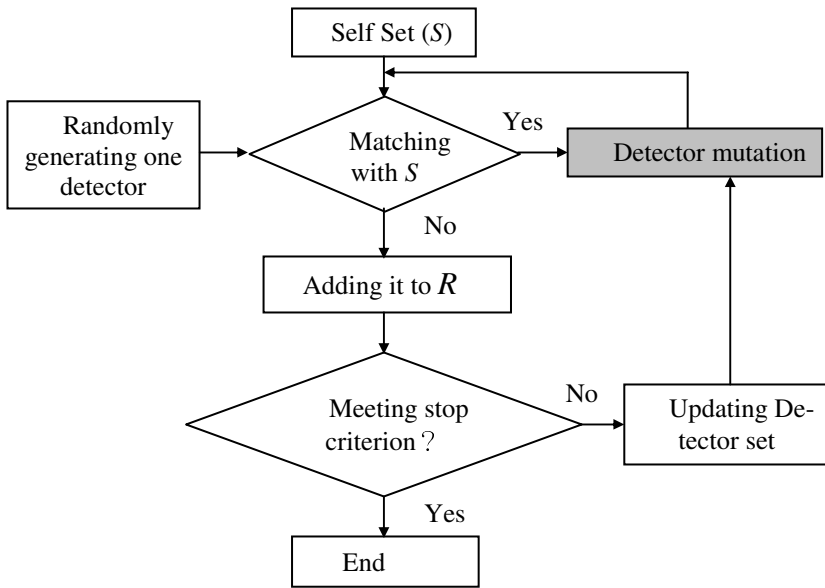 Self Set (S)
Randomly
generating one
detector
Matching
with S
Yes
Detector mutation
No
Adding it to R
Meeting stop
criterion？
No
Updating De-
tector set
Yes
End